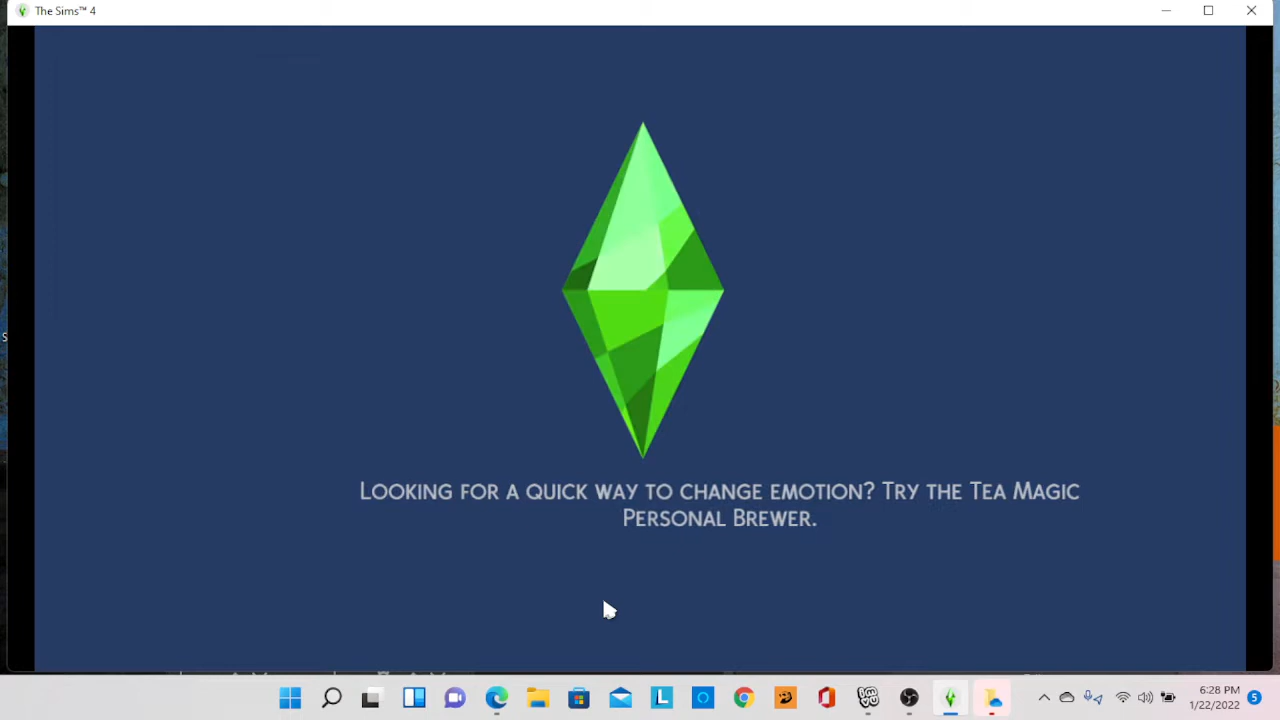 The Sims™ 4
Looking for a quick way to change emotion? Try the Tea Magic
Personal Brewer.
6:28 PM
1/22/2022
5